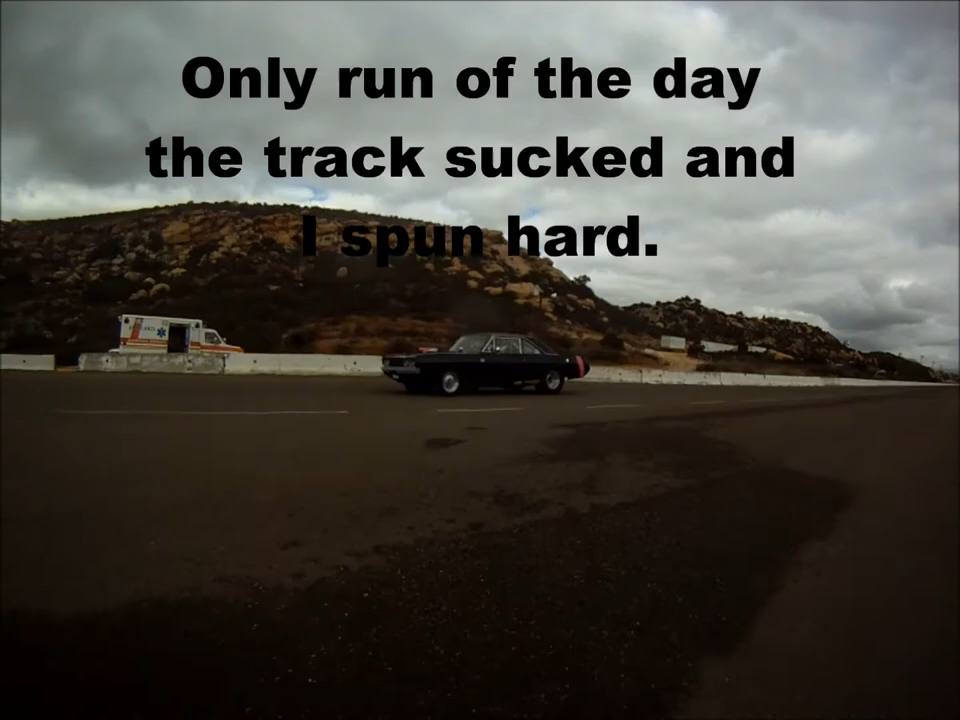 Only run of the day
the track sucked and
I spun hard.